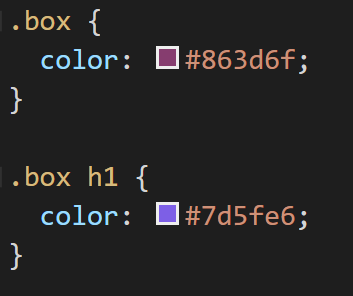 .box {
color: #863d6f;
}
.box h1 {
color: #7d5fe6;
}